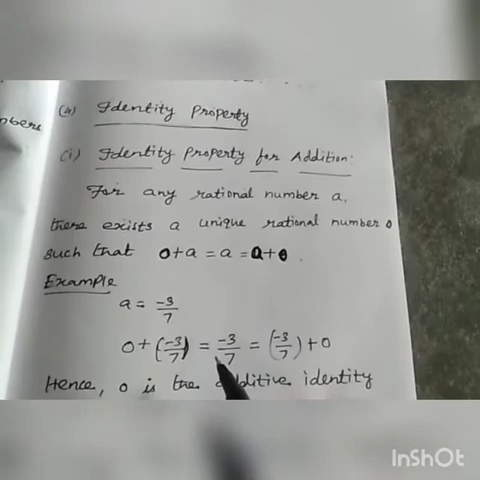 nbers
(4) Identity Property
(i) Identity Property for Addition:
For any rational number a,
there exists a unique rational number 0
such that 0+a = a = a+0.
Example
a = -3/7
0+(-3/7) = -3/7 = (-3/7)+0
Hence, 0 is the additive identity
InShOt